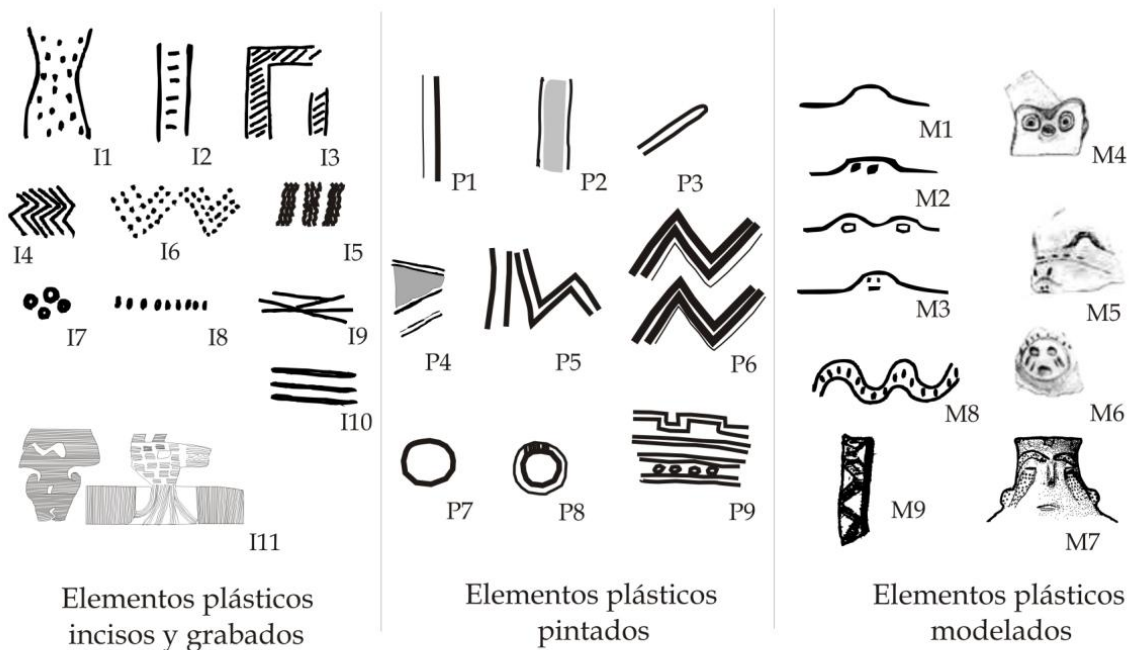 I1
I2
I3
I4
I6
I5
I7
I8
I9
I10
I11
Elementos plásticos
incisos y grabados
P1
P2
P3
P4
P5
P6
P7
P8
P9
Elementos plásticos
pintados
M1
M4
M2
M3
M5
M8
M6
M9
M7
Elementos plásticos
modelados